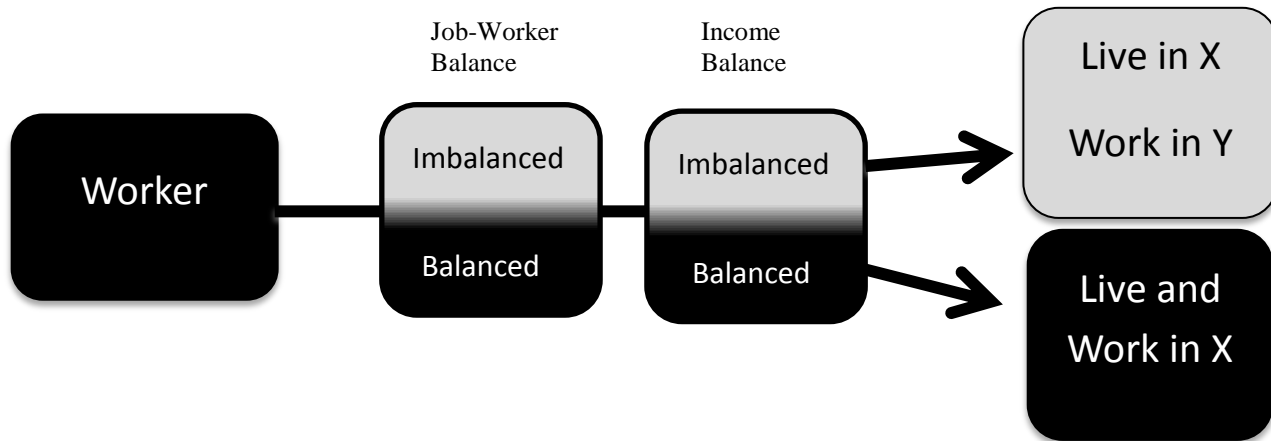 Job-Worker
Balance
Income
Balance
Worker
Imbalanced
Balanced
Imbalanced
Balanced
Live in X
Work in Y
Live and
Work in X